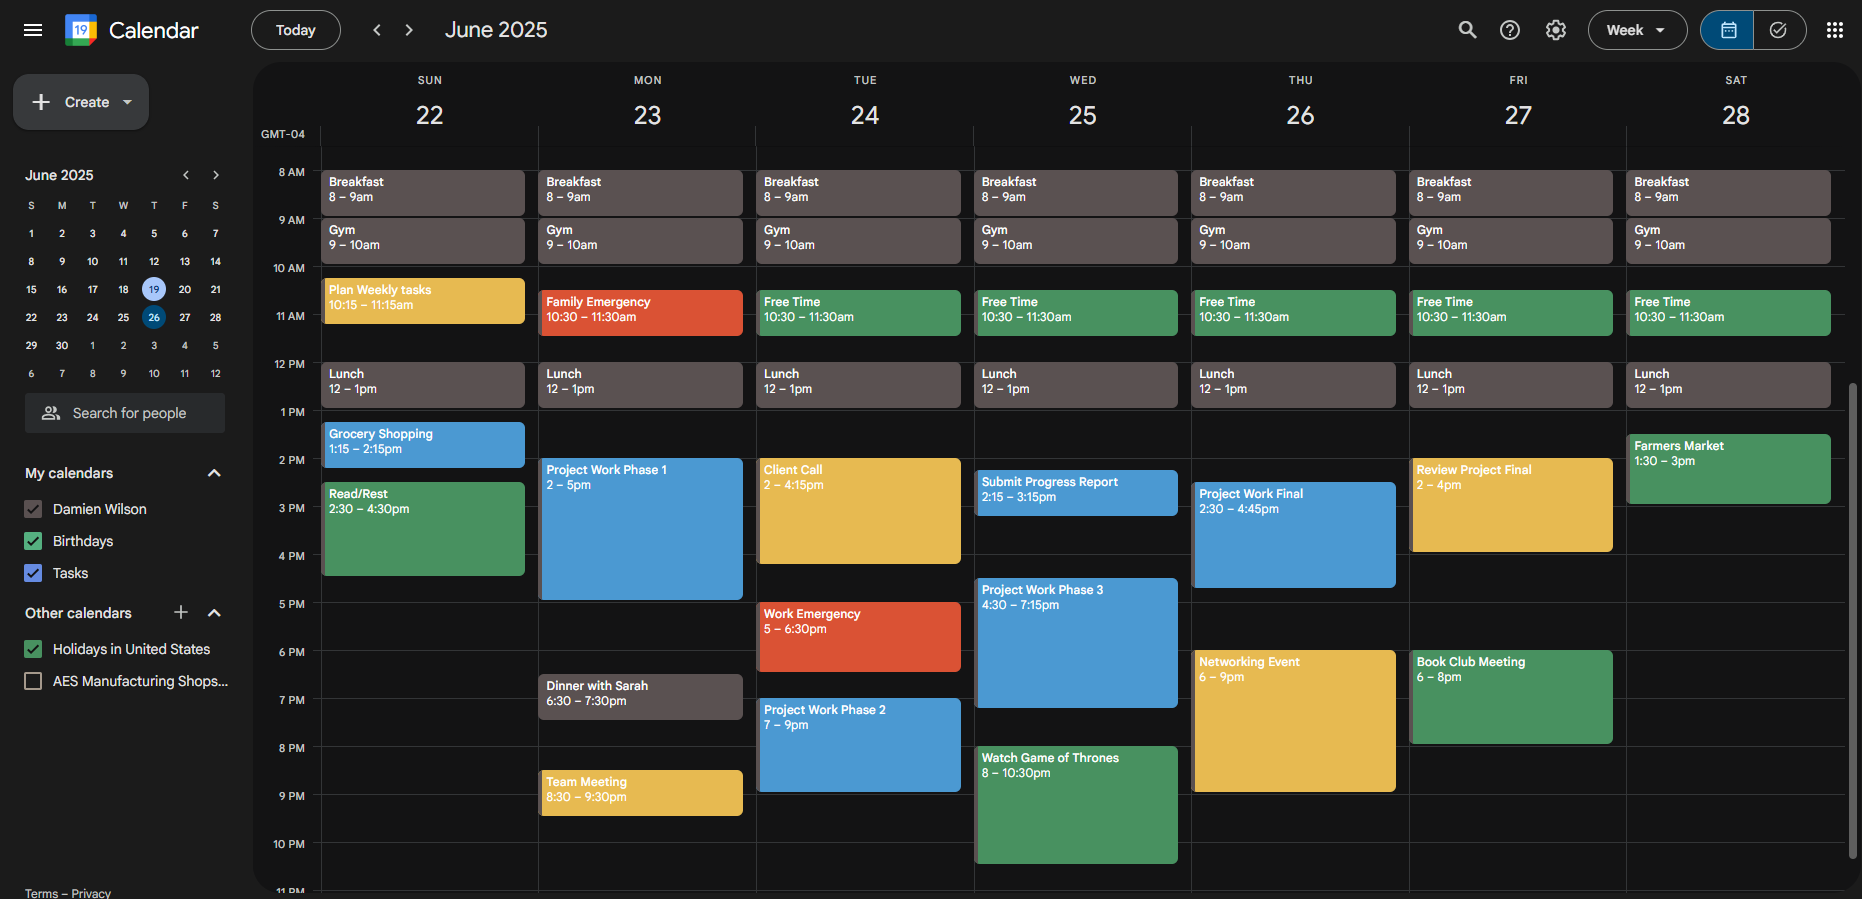 19
Calendar
Today
June 2025
Week
Create
June 2025
S M T W T F S
1 2 3 4 5 6 7
8 9 10 11 12 13 14
15 16 17 18 19 20 21
22 23 24 25 26 27 28
29 30 1 2 3 4 5
6 7 8 9 10 11 12
Search for people
My calendars
Damien Wilson
Birthdays
Tasks
Other calendars
Holidays in United States
AES Manufacturing Shops...
Terms – Privacy
SUN MON TUE WED THU FRI SAT
22 23 24 25 26 27 28
GMT-04
8 AM
9 AM
10 AM
11 AM
12 PM
1 PM
2 PM
3 PM
4 PM
5 PM
6 PM
7 PM
8 PM
9 PM
10 PM
11 PM
Breakfast
8 – 9am
Gym
9 – 10am
Plan Weekly tasks
10:15 – 11:15am
Lunch
12 – 1pm
Grocery Shopping
1:15 – 2:15pm
Read/Rest
2:30 – 4:30pm
Breakfast
8 – 9am
Gym
9 – 10am
Family Emergency
10:30 – 11:30am
Lunch
12 – 1pm
Project Work Phase 1
2 – 5pm
Dinner with Sarah
6:30 – 7:30pm
Team Meeting
8:30 – 9:30pm
Breakfast
8 – 9am
Gym
9 – 10am
Free Time
10:30 – 11:30am
Lunch
12 – 1pm
Client Call
2 – 4:15pm
Work Emergency
5 – 6:30pm
Project Work Phase 2
7 – 9pm
Breakfast
8 – 9am
Gym
9 – 10am
Free Time
10:30 – 11:30am
Lunch
12 – 1pm
Submit Progress Report
2:15 – 3:15pm
Project Work Phase 3
4:30 – 7:15pm
Watch Game of Thrones
8 – 10:30pm
Breakfast
8 – 9am
Gym
9 – 10am
Free Time
10:30 – 11:30am
Lunch
12 – 1pm
Project Work Final
2:30 – 4:45pm
Networking Event
6 – 9pm
Breakfast
8 – 9am
Gym
9 – 10am
Free Time
10:30 – 11:30am
Lunch
12 – 1pm
Review Project Final
2 – 4pm
Book Club Meeting
6 – 8pm
Breakfast
8 – 9am
Gym
9 – 10am
Free Time
10:30 – 11:30am
Lunch
12 – 1pm
Farmers Market
1:30 – 3pm